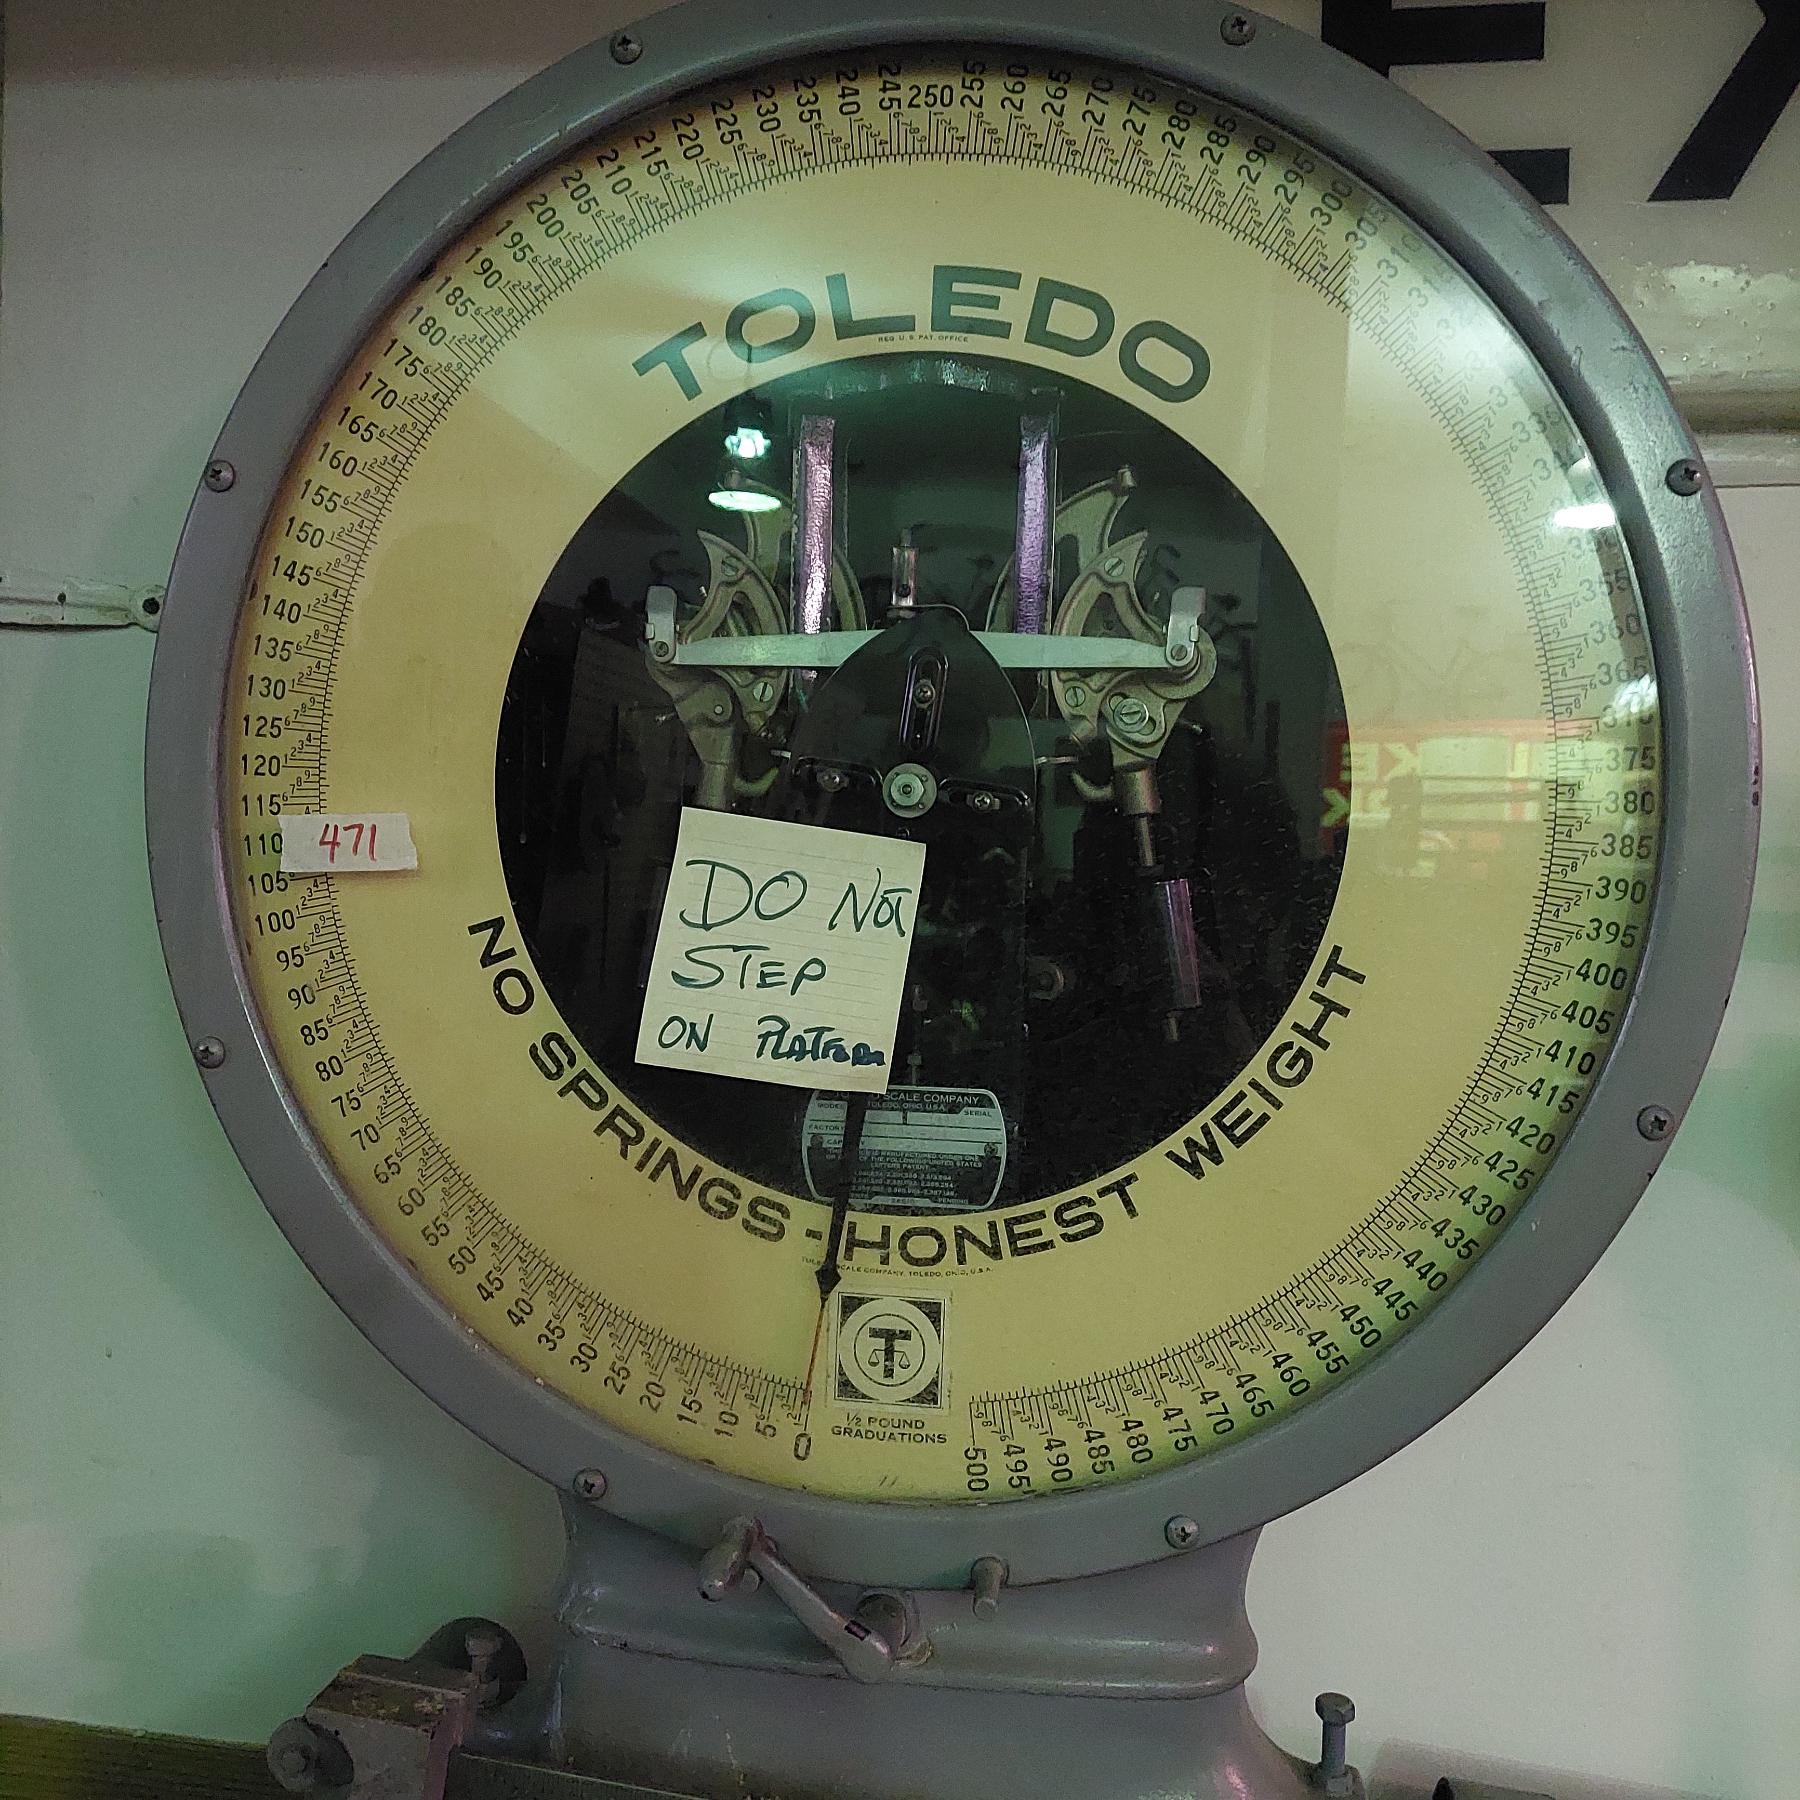 EX
TOLEDO
REG. U.S. PAT. OFFICE
471
DO NOT
STEP
ON PLATFORM
SCALE COMPANY
TOLEDO, OHIO, U.S.A.
SERIAL
NO SPRINGS - HONEST WEIGHT
SCALE COMPANY, TOLEDO, OHIO, U.S.A.
T
1/2 POUND
GRADUATIONS
0 5 10 15 20 25 30 35 40 45 50 55 60 65 70 75 80 85 90 95 100 105 110 115 120 125 130 135 140 145 150 155 160 165 170 175 180 185 190 195 200 205 210 215 220 225 230 235 240 245 250 255 260 265 270 275 280 285 290 295 300 305 310 360 365 375 380 385 390 395 400 405 410 415 420 425 430 435 440 445 450 455 460 465 470 475 480 485 490 495 500